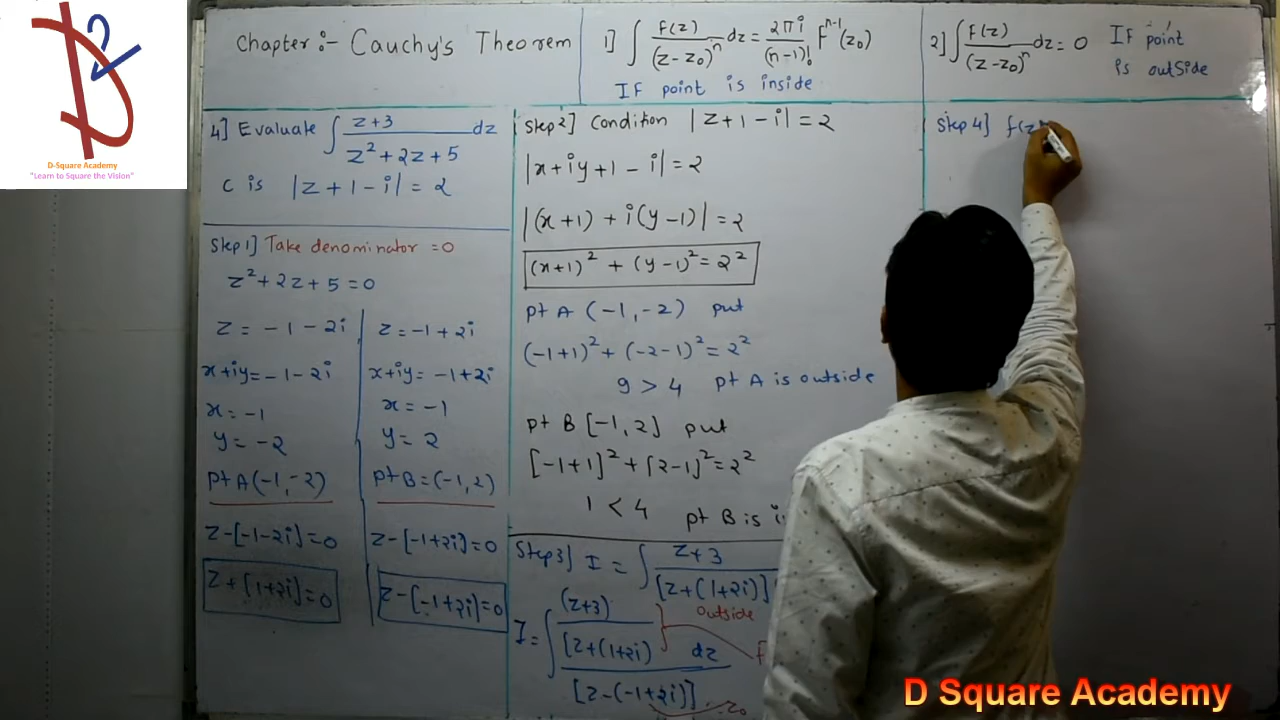 D-Square Academy
"Learn to Square the Vision"
Chapter :- Cauchy's Theorem
1] ∫ f(z)/(z-z₀)ⁿ dz = 2πi/(n-1)! fⁿ⁻¹(z₀)
If point is inside
2] ∫ f(z)/(z-z₀)ⁿ dz = 0 If point is outside
4] Evaluate ∫ z+3/z²+2z+5 dz
C is |z+1-i| = 2
Step 1] Take denominator = 0
z²+2z+5 = 0
z = -1-2i, z = -1+2i
x+iy = -1-2i x+iy = -1+2i
x = -1 x = -1
y = -2 y = 2
pt A(-1,-2) pt B = (-1,2)
z-[-1-2i] = 0 z-[-1+2i] = 0
z+(1+2i) = 0 z-[-1+2i] = 0
Step 2] Condition |z+1-i| = 2
|x+iy+1-i| = 2
|(x+1)+i(y-1)| = 2
(x+1)² + (y-1)² = 2²
pt A (-1,-2) put
(-1+1)² + (-2-1)² = 2²
9 > 4 pt A is outside
pt B [-1,2] put
[-1+1]² + [2-1]² = 2²
1 < 4 pt B is
Step 3] I = ∫ z+3/[z+(1+2i)]
outside
I = ∫ (z+3)/[z+(1+2i)] dz
[z-(-1+2i)] z₀
Step 4] f(z
D Square Academy